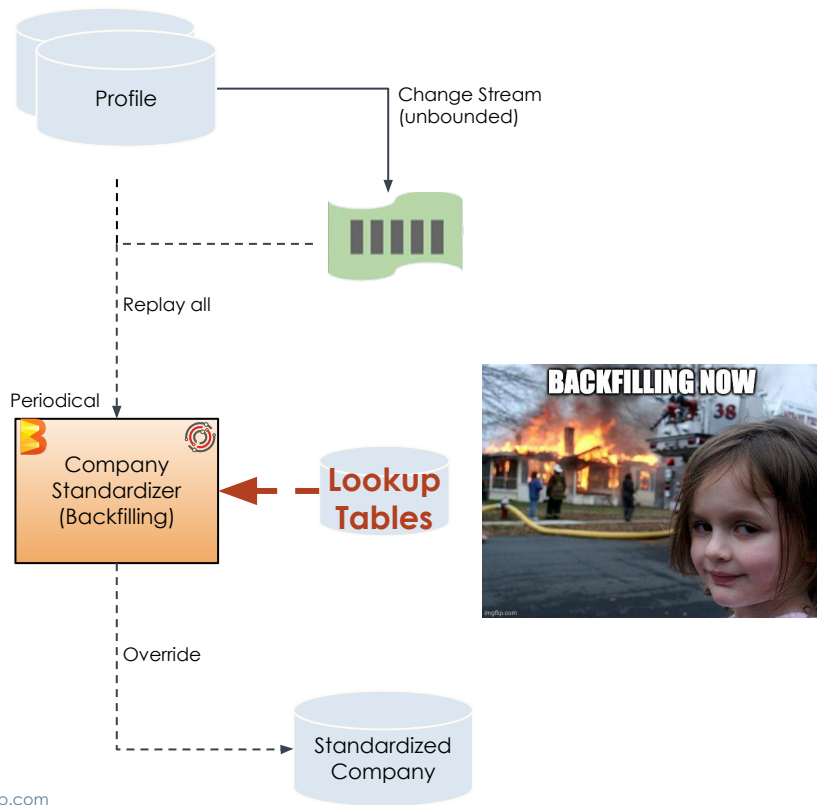 Profile
Change Stream
(unbounded)
Replay all
Periodical
Company
Standardizer
(Backfilling)
Lookup
Tables
BACKFILLING NOW
38
imgflip.com
Override
Standardized
Company
p.com